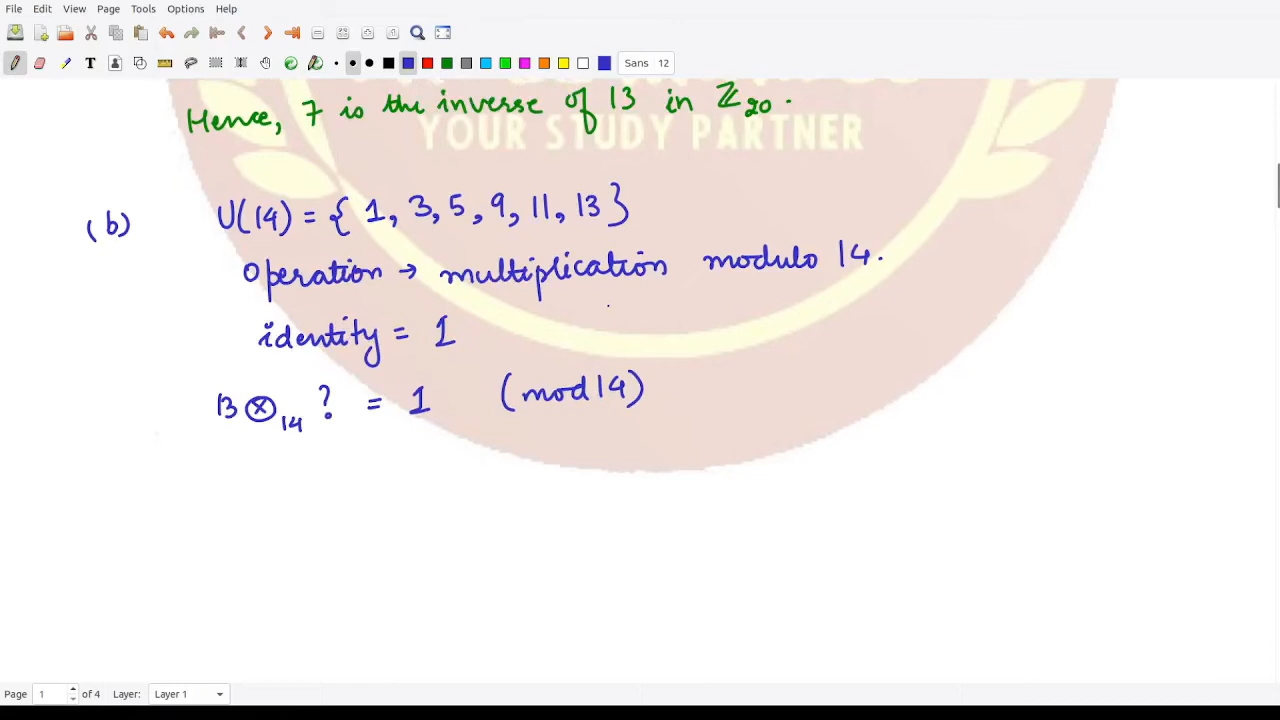 File Edit View Page Tools Options Help
Sans 12
Hence, 7 is the inverse of 13 in ℤ₂₀.
YOUR STUDY PARTNER
(b) U(14) = { 1, 3, 5, 9, 11, 13 }
Operation → multiplication modulo 14.
identity = 1
13 ⊗₁₄ ? = 1 (mod 14)
Page 1 of 4 Layer: Layer 1